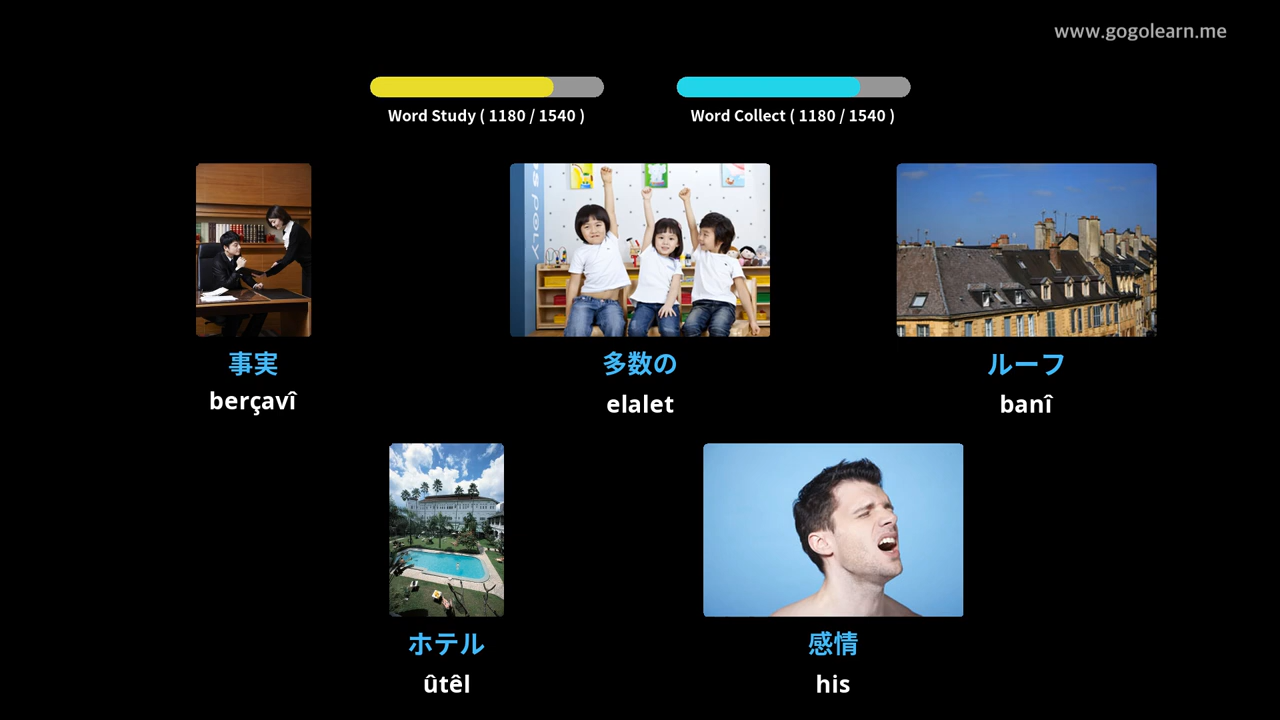 www.gogolearn.me
Word Study ( 1180 / 1540 )
Word Collect ( 1180 / 1540 )
事実
berçavî
多数の
elalet
ルーフ
banî
ホテル
ûtêl
感情
his